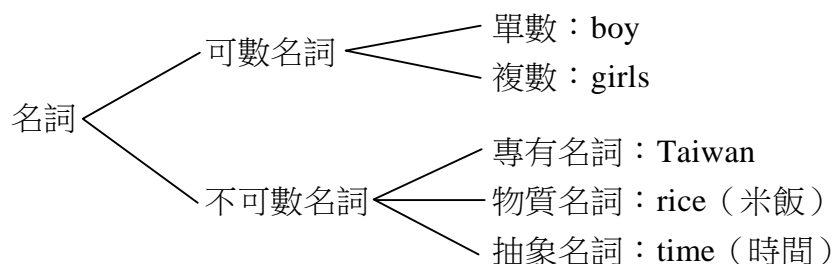 單數：boy
可數名詞
複數：girls
名詞
專有名詞：Taiwan
不可數名詞
物質名詞：rice（米飯）
抽象名詞：time（時間）